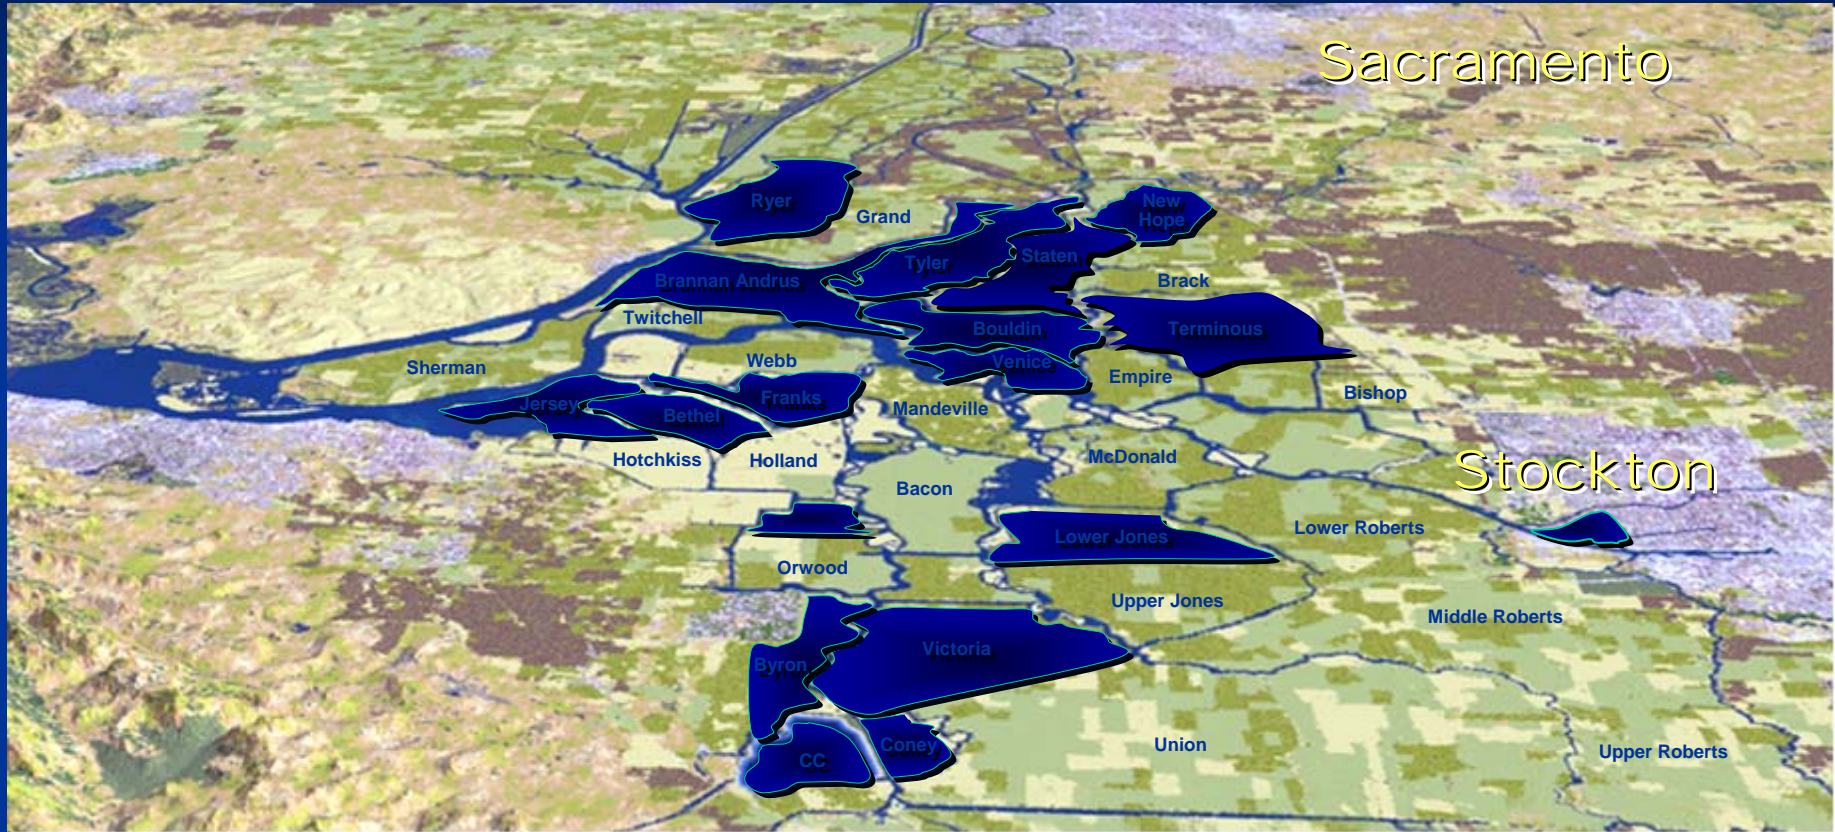 Sacramento
Ryer
New
Hope
Grand
Staten
Tyler
Brannan Andrus
Brack
Twitchell
Bouldin
Terminous
Webb
Venice
Sherman
Empire
Bishop
Franks
Jersey
Bethel
Mandeville
Hotchkiss
Holland
McDonald
Stockton
Bacon
Lower Roberts
Lower Jones
Orwood
Upper Jones
Middle Roberts
Victoria
Byron
Coney
Union
Upper Roberts
CC